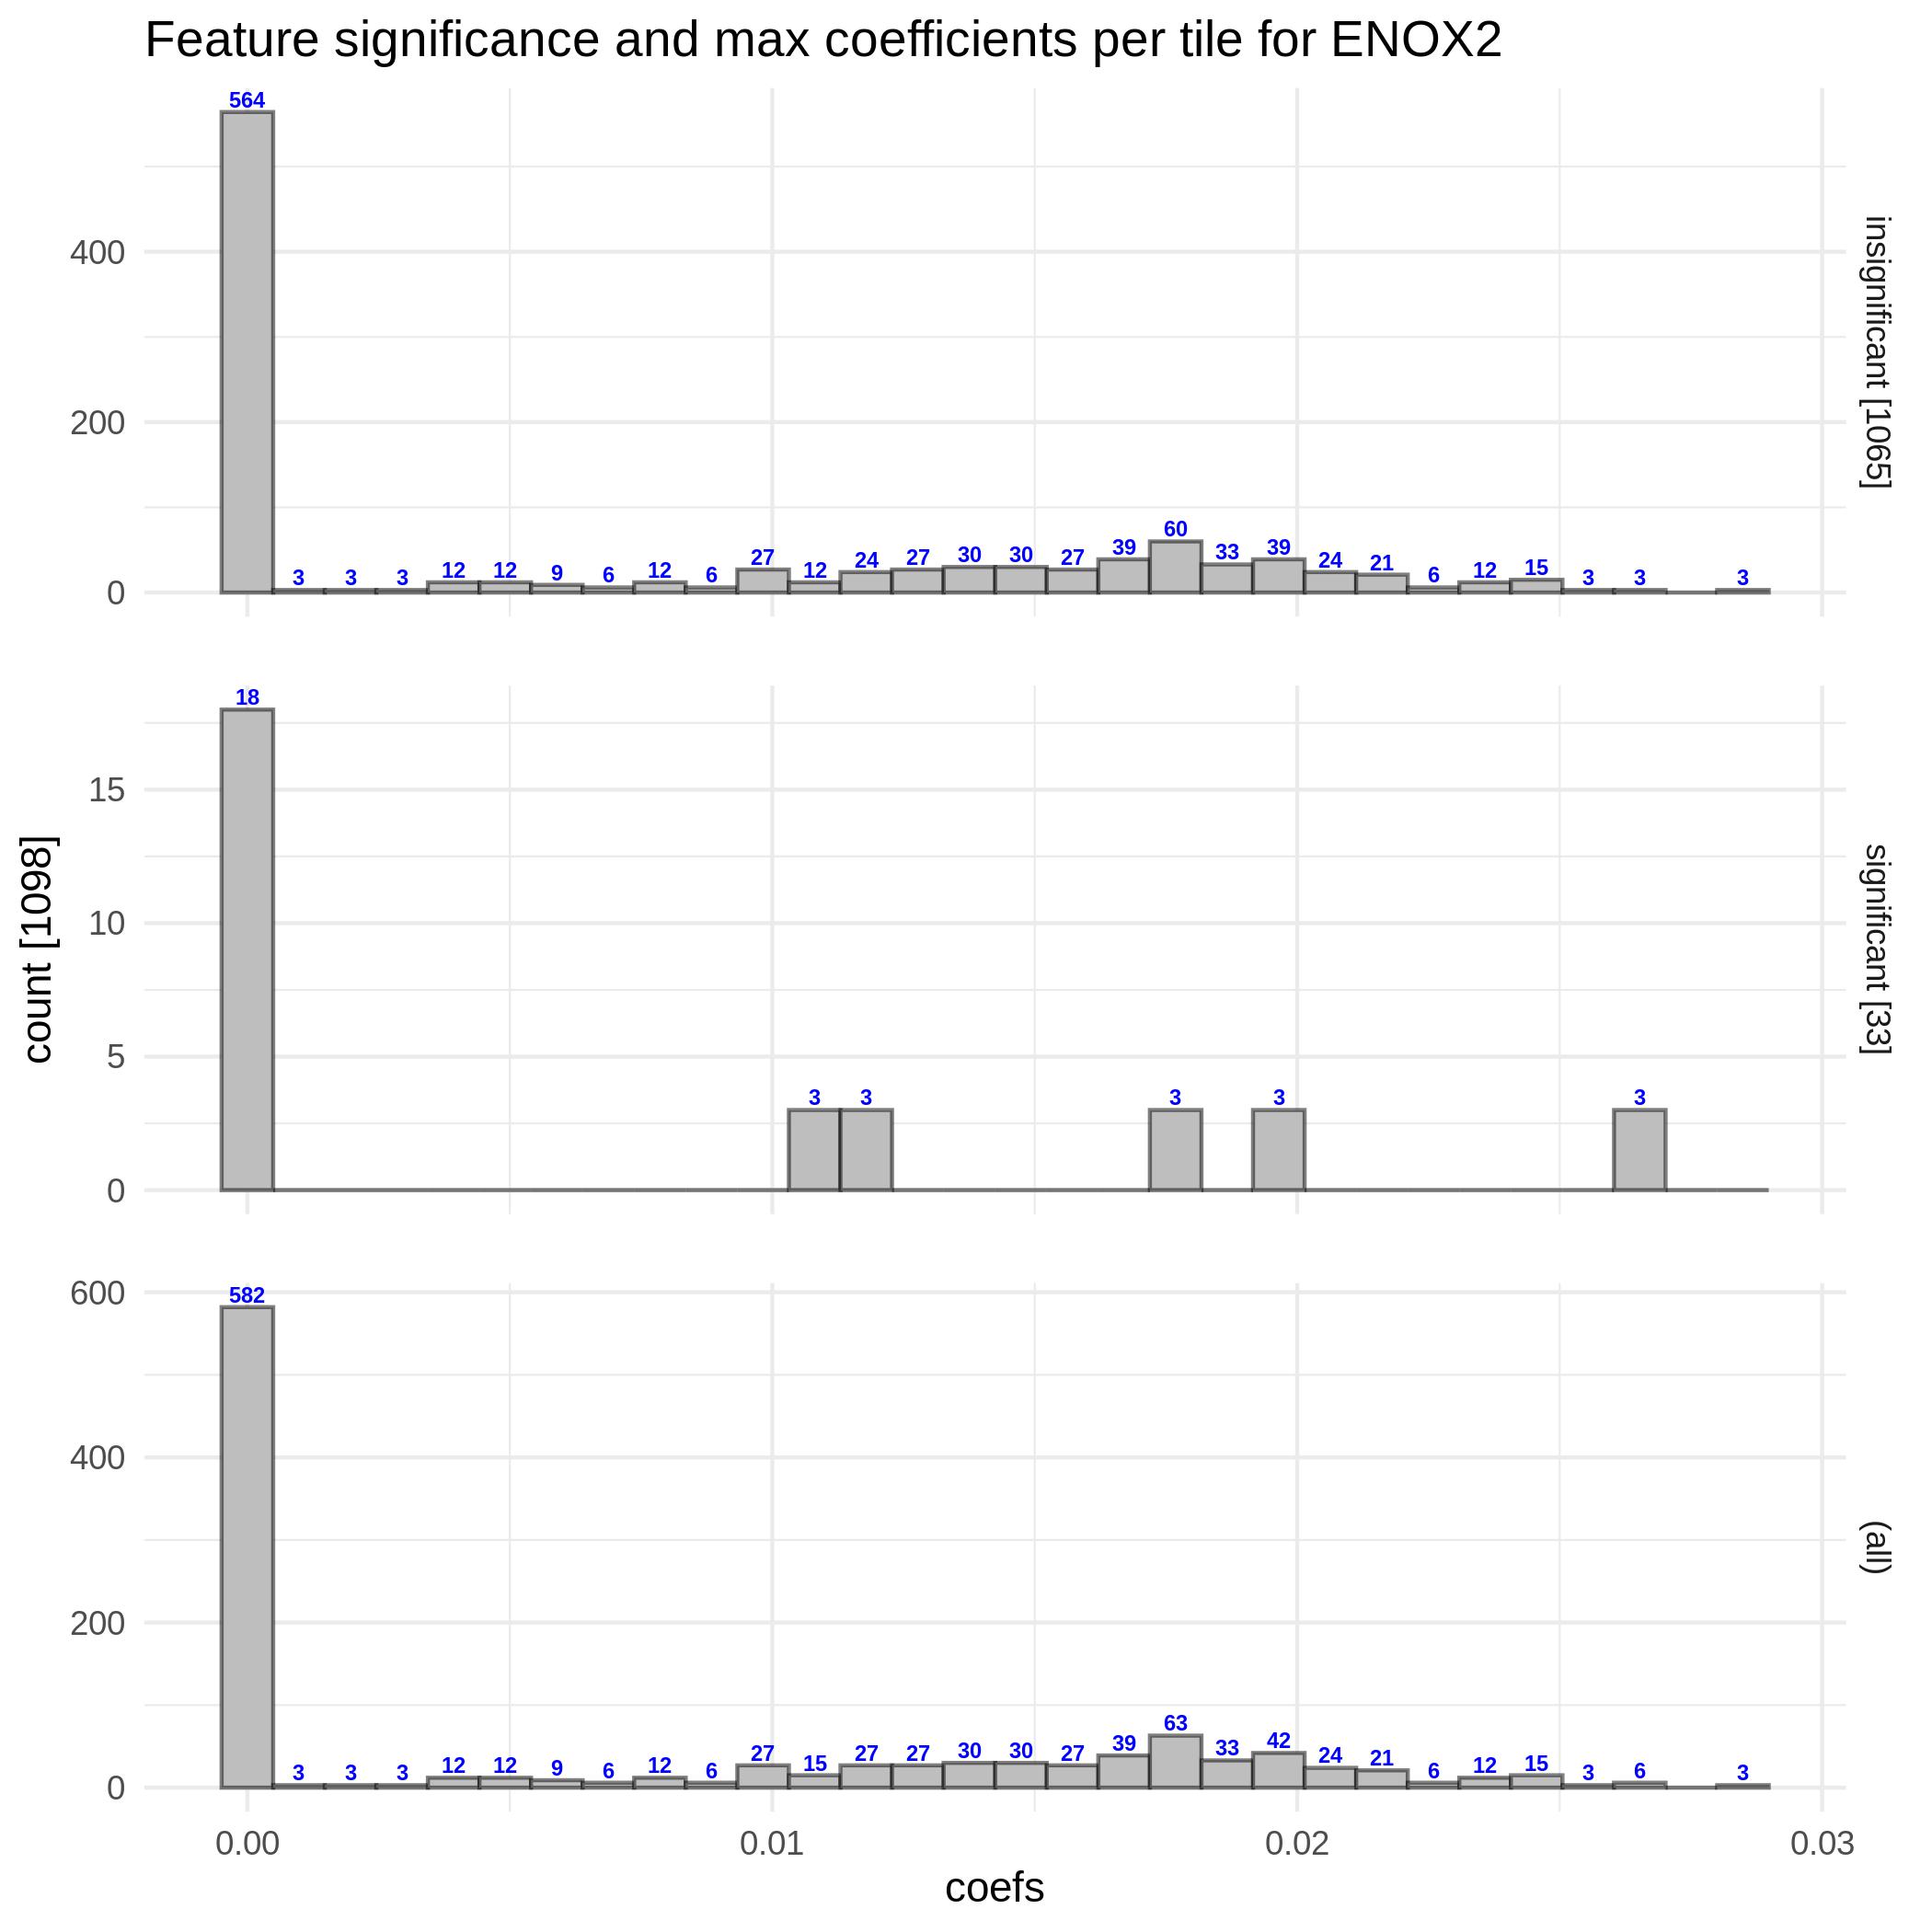 Feature significance and max coefficients per tile for ENOX2
564
3 3 3 12 12 9 6 12 6 27 12 24 27 30 30 27 39 60 33 39 24 21 6 12 15 3 3 3
400
200
0
insignificant [1065]
18
3 3 3 3 3
15
10
5
0
significant [33]
count [1098]
582
3 3 3 12 12 9 6 12 6 27 15 27 27 30 30 27 39 63 33 42 24 21 6 12 15 3 6 3
600
400
200
0
(all)
0.00 0.01 0.02 0.03
coefs